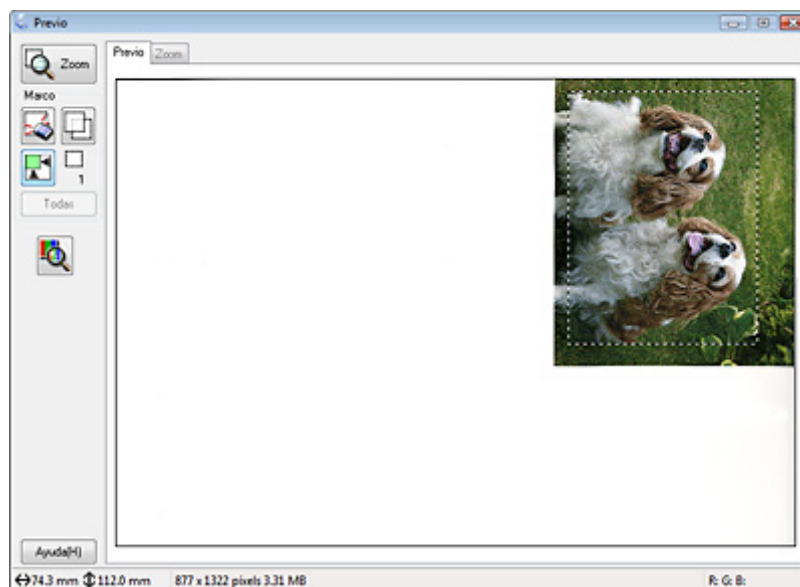 Previo
Previo Zoom
Zoom
Marco
1
Todas
Ayuda(H)
74.3 mm 112.0 mm 877 x 1322 pixels 3.31 MB R: G: B: